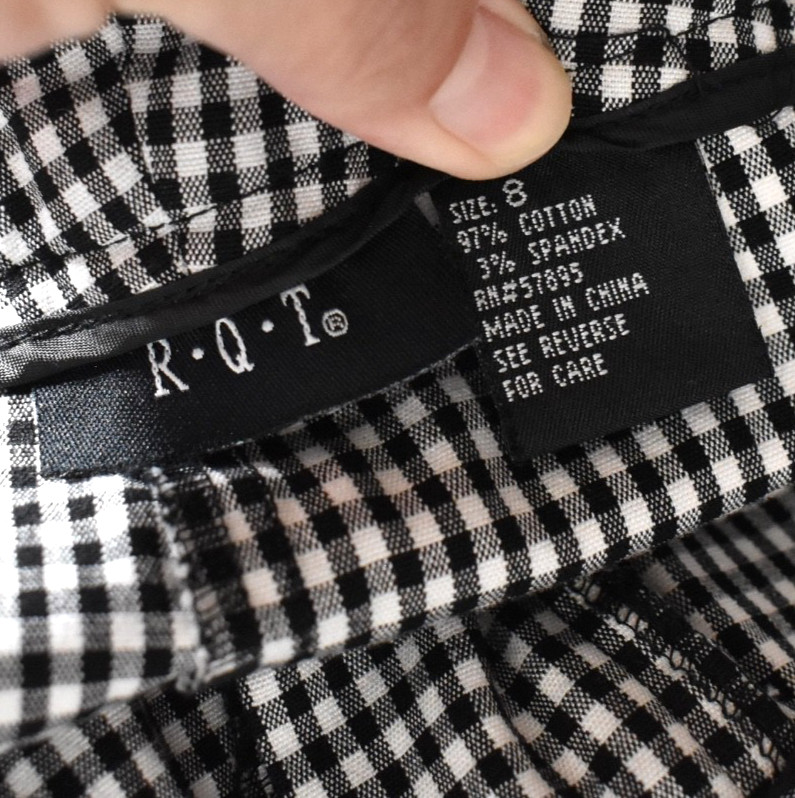 R·Q·T®
SIZE: 8
97% COTTON
3% SPANDEX
RN#57895
MADE IN CHINA
SEE REVERSE
FOR CARE